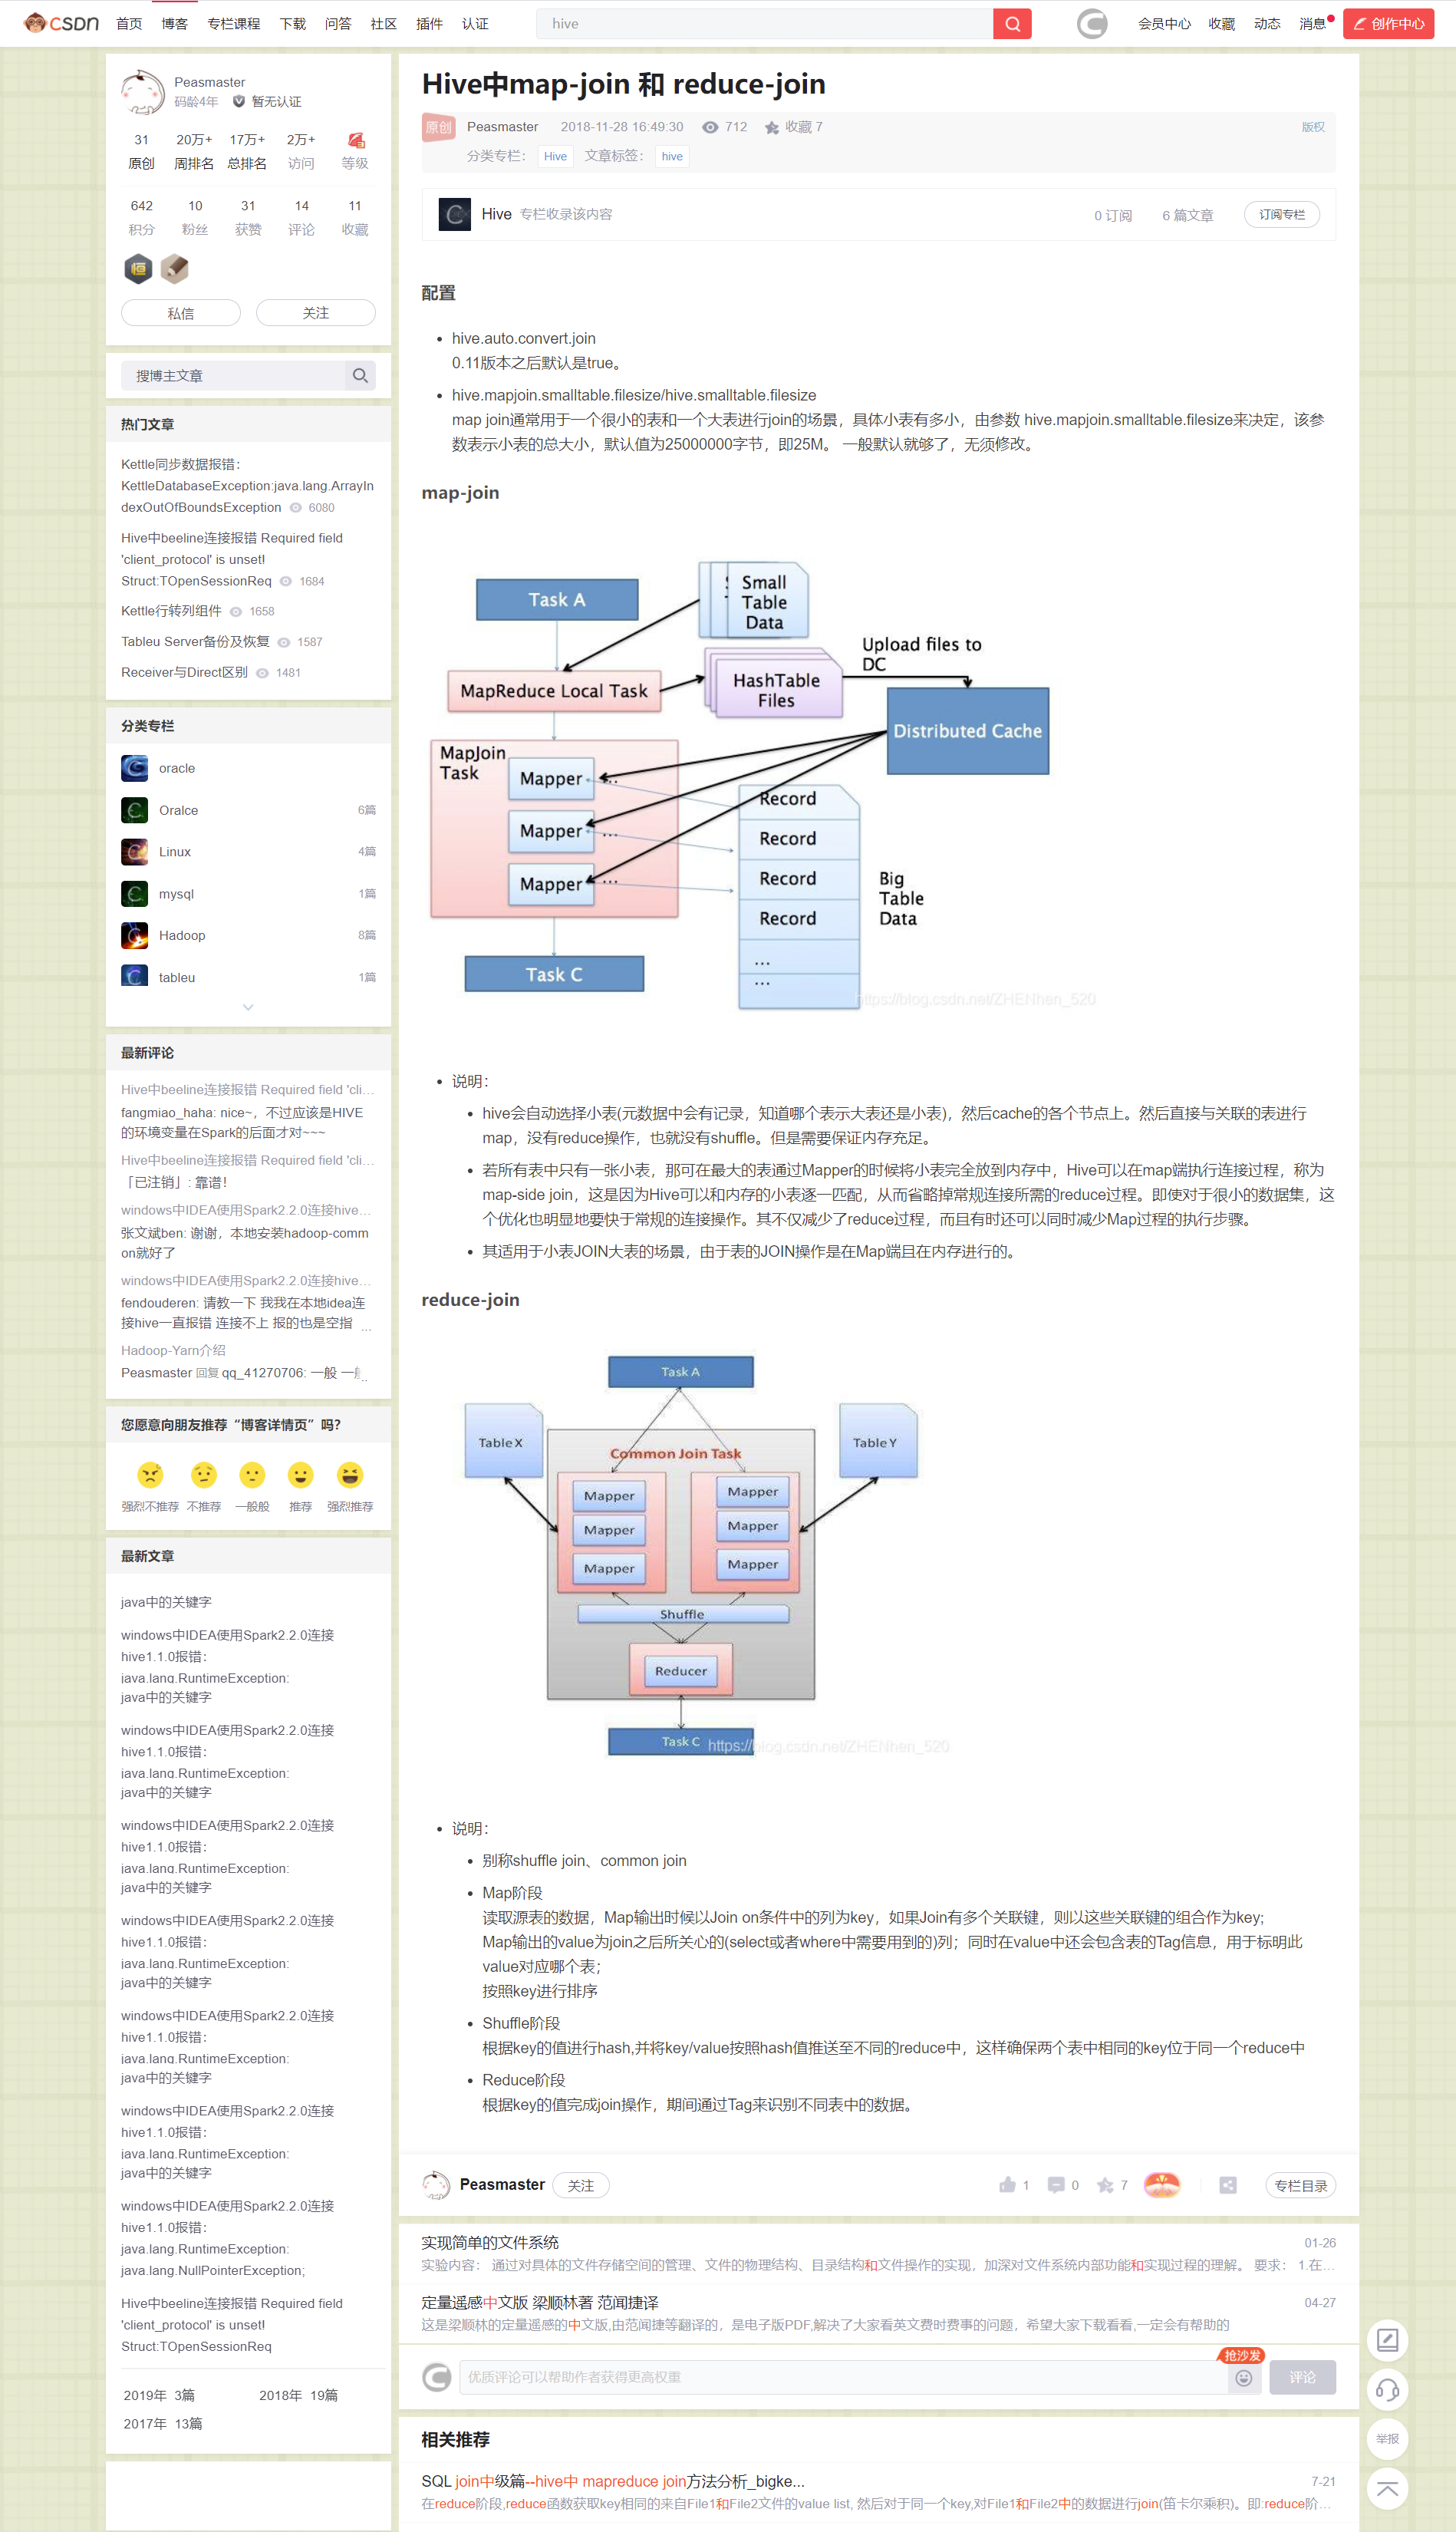 CSDN 首页 博客 专栏课程 下载 问答 社区 插件 认证 hive 会员中心 收藏 动态 消息 创作中心
Peasmaster
码龄4年 暂无认证
31 20万+ 17万+ 2万+
原创 周排名 总排名 访问 等级
642 10 31 14 11
积分 粉丝 获赞 评论 收藏
私信 关注
搜博主文章
热门文章
Kettle同步数据报错：
KettleDatabaseException:java.lang.ArrayIn
dexOutOfBoundsException 6080
Hive中beeline连接报错 Required field
'client_protocol' is unset!
Struct:TOpenSessionReq 1684
Kettle行转列组件 1658
Tableu Server备份及恢复 1587
Receiver与Direct区别 1481
分类专栏
oracle
Oralce 6篇
Linux 4篇
mysql 1篇
Hadoop 8篇
tableu 1篇
最新评论
Hive中beeline连接报错 Required field 'cli...
fangmiao_haha: nice~，不过应该是HIVE
的环境变量在Spark的后面才对~~~
Hive中beeline连接报错 Required field 'cli...
「已注销」: 靠谱！
windows中IDEA使用Spark2.2.0连接hive...
张文斌ben: 谢谢，本地安装hadoop-comm
on就好了
windows中IDEA使用Spark2.2.0连接hive...
fendouderen: 请教一下 我我在本地idea连
接hive一直报错 连接不上 报的也是空指 ...
Hadoop-Yarn介绍
Peasmaster 回复 qq_41270706: 一般 一般
您愿意向朋友推荐“博客详情页”吗？
强烈不推荐 不推荐 一般般 推荐 强烈推荐
最新文章
java中的关键字
windows中IDEA使用Spark2.2.0连接
hive1.1.0报错：
java.lang.RuntimeException:
java中的关键字
windows中IDEA使用Spark2.2.0连接
hive1.1.0报错：
java.lang.RuntimeException:
java中的关键字
windows中IDEA使用Spark2.2.0连接
hive1.1.0报错：
java.lang.RuntimeException:
java中的关键字
windows中IDEA使用Spark2.2.0连接
hive1.1.0报错：
java.lang.RuntimeException:
java中的关键字
windows中IDEA使用Spark2.2.0连接
hive1.1.0报错：
java.lang.RuntimeException:
java中的关键字
windows中IDEA使用Spark2.2.0连接
hive1.1.0报错：
java.lang.RuntimeException:
java中的关键字
windows中IDEA使用Spark2.2.0连接
hive1.1.0报错：
java.lang.RuntimeException:
java.lang.NullPointerException;
Hive中beeline连接报错 Required field
'client_protocol' is unset!
Struct:TOpenSessionReq
2019年 3篇 2018年 19篇
2017年 13篇
Hive中map-join 和 reduce-join
原创 Peasmaster 2018-11-28 16:49:30 712 收藏 7 版权
分类专栏： Hive 文章标签： hive
Hive 专栏收录该内容 0 订阅 6 篇文章 订阅专栏
配置
• hive.auto.convert.join
0.11版本之后默认是true。
• hive.mapjoin.smalltable.filesize/hive.smalltable.filesize
map join通常用于一个很小的表和一个大表进行join的场景，具体小表有多小，由参数 hive.mapjoin.smalltable.filesize来决定，该参
数表示小表的总大小，默认值为25000000字节，即25M。 一般默认就够了，无须修改。
map-join
Task A
Small
Table
Data
MapReduce Local Task
HashTable
Files
Upload files to
DC
Distributed Cache
MapJoin
Task
Mapper ...
Mapper ...
Mapper ...
Record
Record
Record
Record
...
...
Big
Table
Data
Task C
https://blog.csdn.net/ZHENhen_520
• 说明：
• hive会自动选择小表(元数据中会有记录，知道哪个表示大表还是小表)，然后cache的各个节点上。然后直接与关联的表进行
map，没有reduce操作，也就没有shuffle。但是需要保证内存充足。
• 若所有表中只有一张小表，那可在最大的表通过Mapper的时候将小表完全放到内存中，Hive可以在map端执行连接过程，称为
map-side join，这是因为Hive可以和内存的小表逐一匹配，从而省略掉常规连接所需的reduce过程。即使对于很小的数据集，这
个优化也明显地要快于常规的连接操作。其不仅减少了reduce过程，而且有时还可以同时减少Map过程的执行步骤。
• 其适用于小表JOIN大表的场景，由于表的JOIN操作是在Map端且在内存进行的。
reduce-join
Task A
Table X
Table Y
Common Join Task
Mapper Mapper
Mapper Mapper
Mapper Mapper
Shuffle
Reducer
Task C
https://blog.csdn.net/ZHENhen_520
• 说明：
• 别称shuffle join、common join
• Map阶段
读取源表的数据，Map输出时候以Join on条件中的列为key，如果Join有多个关联键，则以这些关联键的组合作为key;
Map输出的value为join之后所关心的(select或者where中需要用到的)列；同时在value中还会包含表的Tag信息，用于标明此
value对应哪个表；
按照key进行排序
• Shuffle阶段
根据key的值进行hash,并将key/value按照hash值推送至不同的reduce中，这样确保两个表中相同的key位于同一个reduce中
• Reduce阶段
根据key的值完成join操作，期间通过Tag来识别不同表中的数据。
Peasmaster 关注 1 0 7 专栏目录
实现简单的文件系统 01-26
实验内容： 通过对具体的文件存储空间的管理、文件的物理结构、目录结构和文件操作的实现，加深对文件系统内部功能和实现过程的理解。 要求： 1.在...
定量遥感中文版 梁顺林著 范闻捷译 04-27
这是梁顺林的定量遥感的中文版,由范闻捷等翻译的，是电子版PDF,解决了大家看英文费时费事的问题，希望大家下载看看,一定会有帮助的
抢沙发
优质评论可以帮助作者获得更高权重 评论
相关推荐
SQL join中级篇--hive中 mapreduce join方法分析_bigke... 7-21
在reduce阶段,reduce函数获取key相同的来自File1和File2文件的value list, 然后对于同一个key,对File1和File2中的数据进行join(笛卡尔乘积)。即:reduce阶...
举报